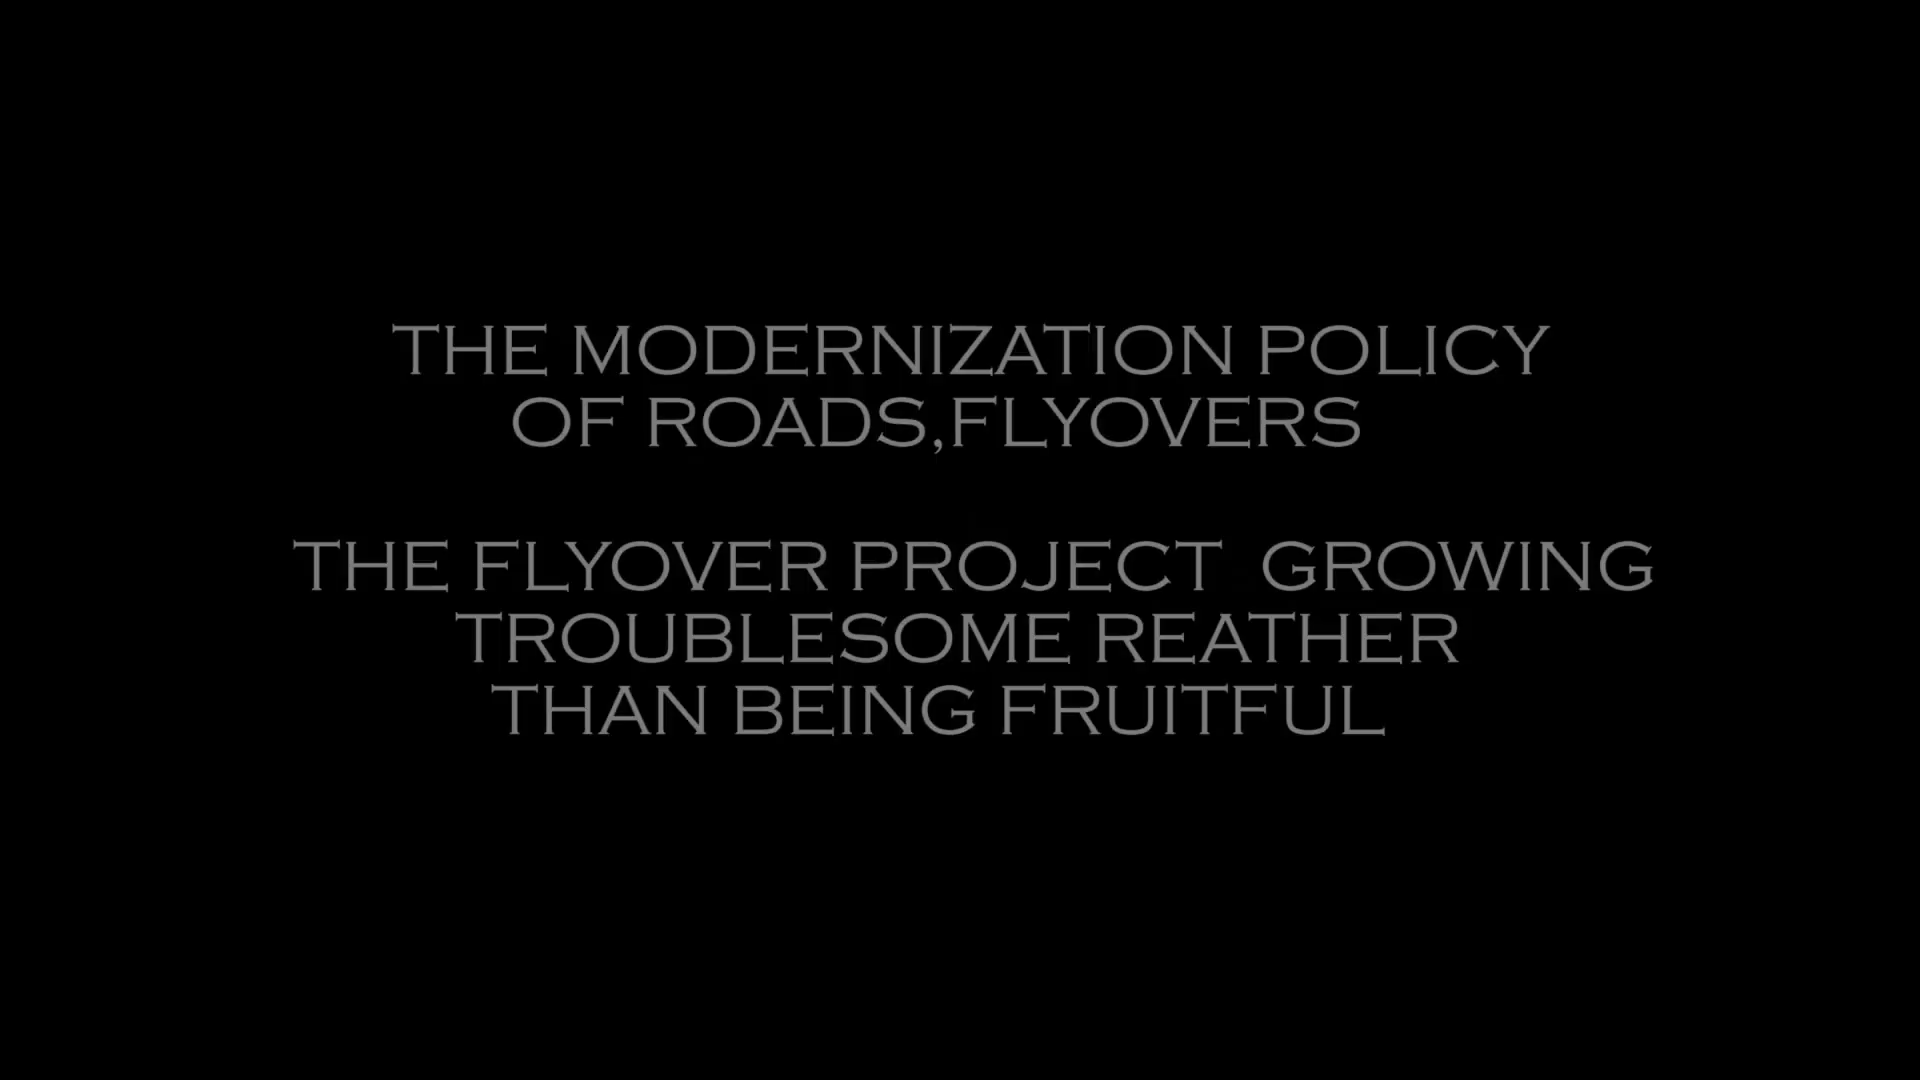 THE MODERNIZATION POLICY
OF ROADS,FLYOVERS
THE FLYOVER PROJECT  GROWING
TROUBLESOME REATHER
THAN BEING FRUITFUL